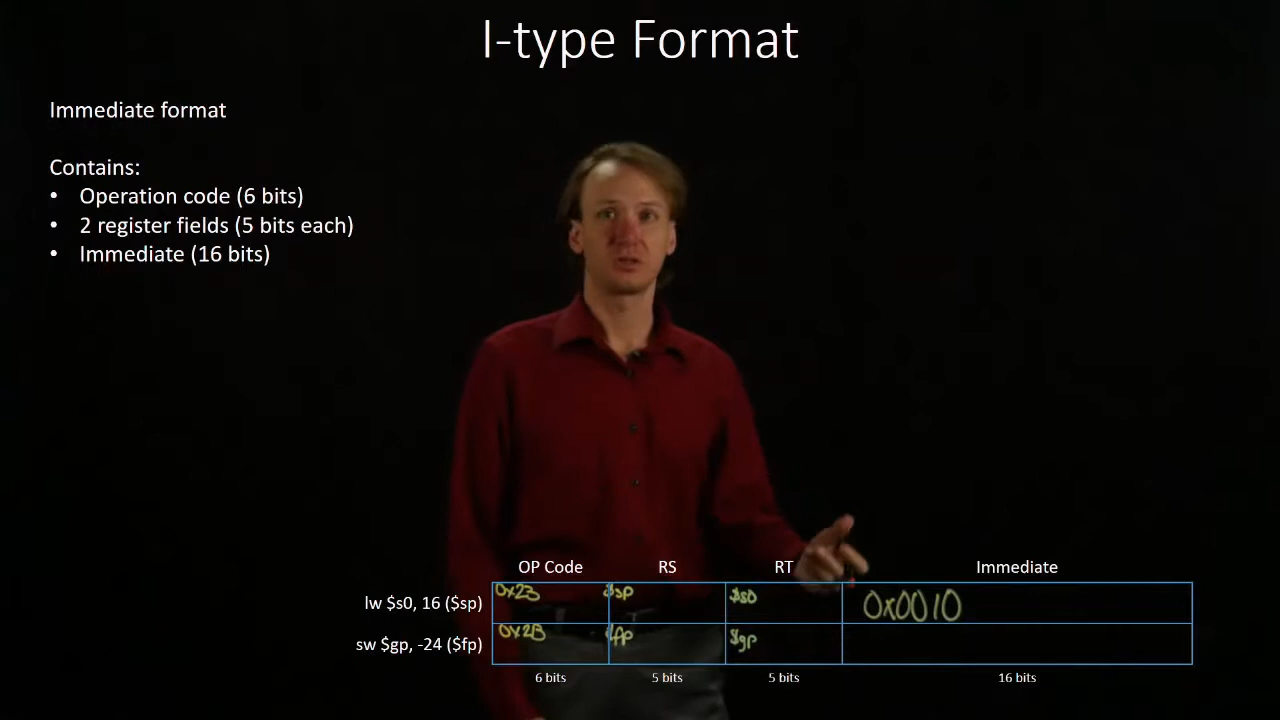 I-type Format
Immediate format
Contains:
• Operation code (6 bits)
• 2 register fields (5 bits each)
• Immediate (16 bits)
OP Code RS RT Immediate
lw $s0, 16 ($sp) 0x23 $sp $s0 0x0010
sw $gp, -24 ($fp) 0x2B $fp $gp
6 bits 5 bits 5 bits 16 bits